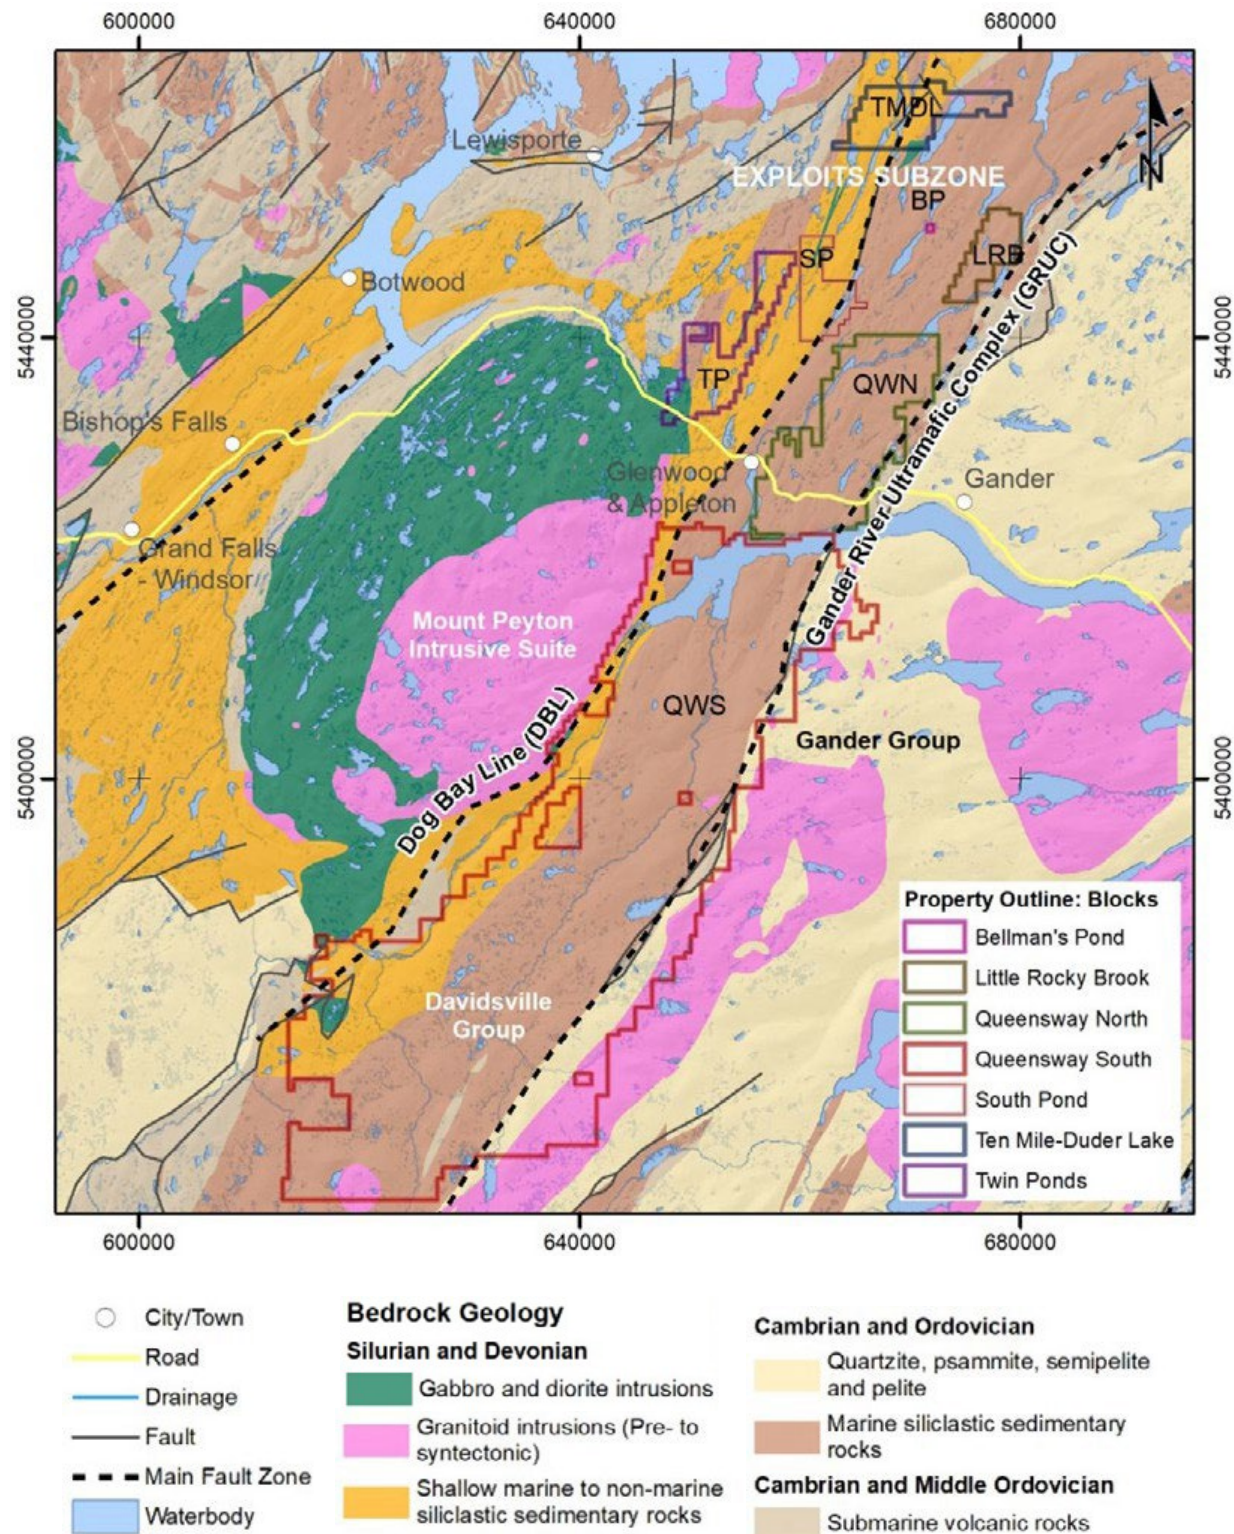 600000
640000
680000
TMDL
Lewisporte
EXPLOITS SUBZONE
N
BP
SP
LRB
Botwood
5440000
5440000
TP
QWN
Bishop's Falls
Glenwood
& Appleton
Gander
Gander River Ultramafic Complex (GRUC)
Grand Falls
- Windsor
Mount Peyton
Intrusive Suite
QWS
Dog Bay Line (DBL)
Gander Group
5400000
5400000
Davidsville
Group
Property Outline: Blocks
Bellman's Pond
Little Rocky Brook
Queensway North
Queensway South
South Pond
Ten Mile-Duder Lake
Twin Ponds
600000
640000
680000
City/Town
Road
Drainage
Fault
Main Fault Zone
Waterbody
Bedrock Geology
Silurian and Devonian
Gabbro and diorite intrusions
Granitoid intrusions (Pre- to
syntectonic)
Shallow marine to non-marine
siliclastic sedimentary rocks
Cambrian and Ordovician
Quartzite, psammite, semipelite
and pelite
Marine siliclastic sedimentary
rocks
Cambrian and Middle Ordovician
Submarine volcanic rocks